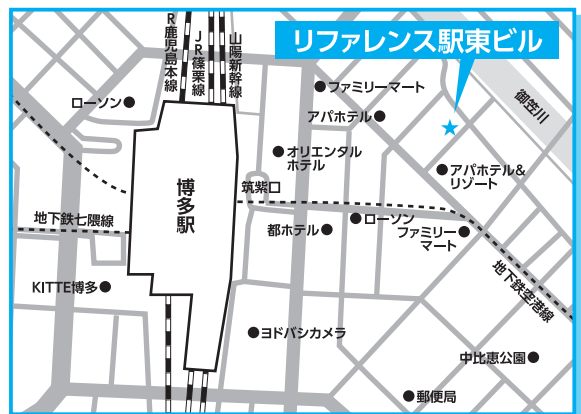 リファレンス駅東ビル
R鹿児島本線
JR篠栗線
山陽新幹線
ローソン
ファミリーマート
アパホテル
御笠川
オリエンタル
ホテル
アパホテル&
リゾート
博多駅
筑紫口
地下鉄七隈線
都ホテル
ローソン
ファミリー
マート
地下鉄空港線
KITTE博多
ヨドバシカメラ
中比恵公園
郵便局